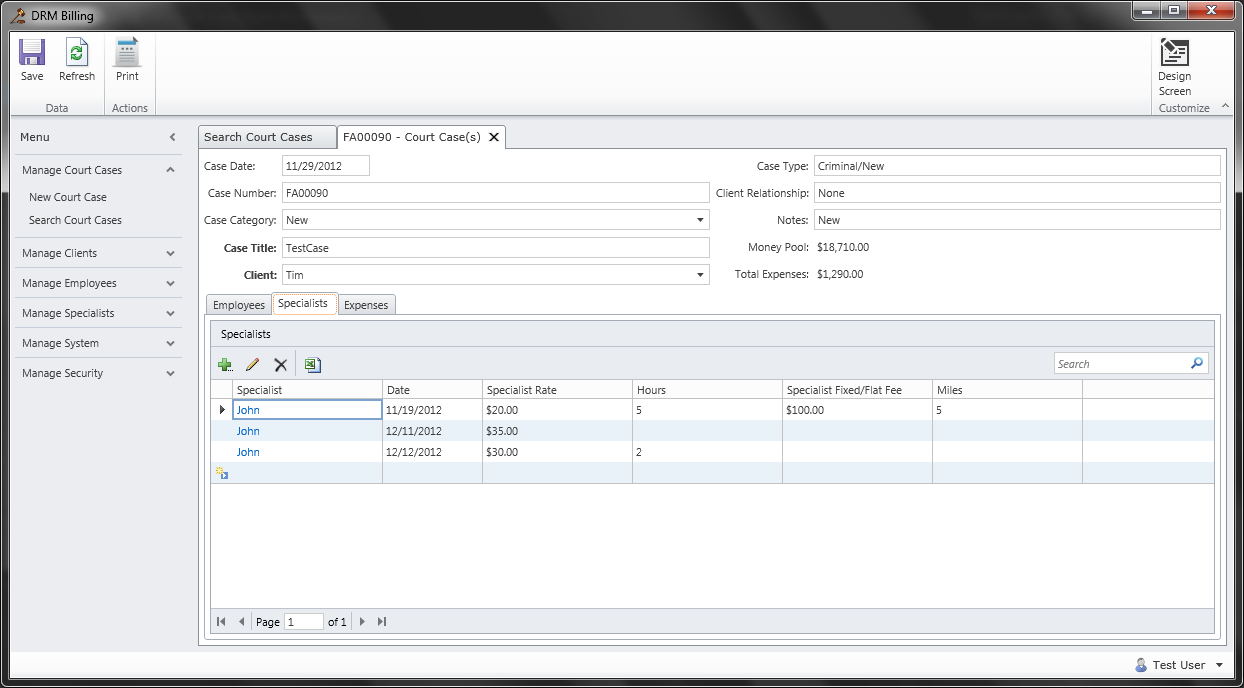 DRM Billing
Save Refresh Print Design Screen
Data Actions Customize
Menu
Manage Court Cases
New Court Case
Search Court Cases
Manage Clients
Manage Employees
Manage Specialists
Manage System
Manage Security
Search Court Cases FA00090 - Court Case(s)
Case Date: 11/29/2012 Case Type: Criminal/New
Case Number: FA00090 Client Relationship: None
Case Category: New Notes: New
Case Title: TestCase Money Pool: $18,710.00
Client: Tim Total Expenses: $1,290.00
Employees Specialists Expenses
Specialists
Search
Specialist Date Specialist Rate Hours Specialist Fixed/Flat Fee Miles
John 11/19/2012 $20.00 5 $100.00 5
John 12/11/2012 $35.00
John 12/12/2012 $30.00 2
Page 1 of 1
Test User